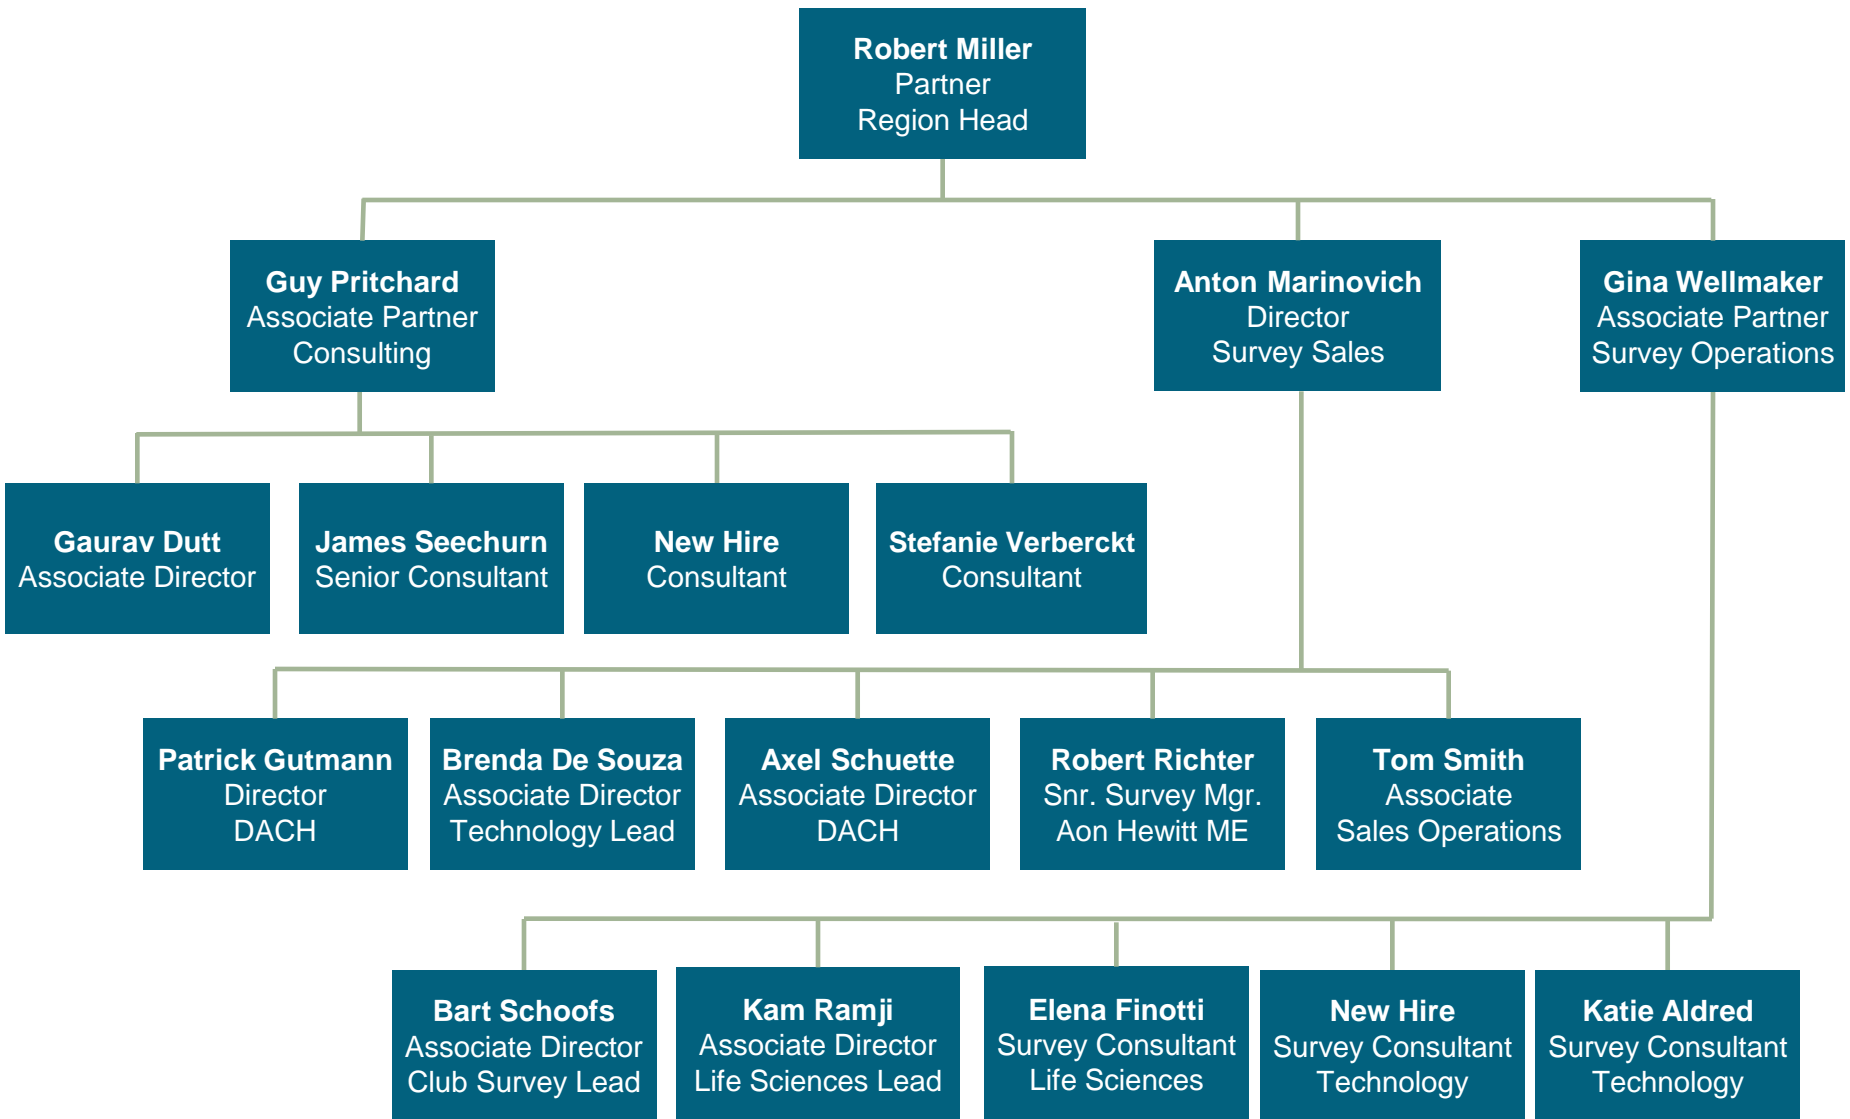 Robert Miller
Partner
Region Head
Guy Pritchard
Associate Partner
Consulting
Anton Marinovich
Director
Survey Sales
Gina Wellmaker
Associate Partner
Survey Operations
Gaurav Dutt
Associate Director
James Seechurn
Senior Consultant
New Hire
Consultant
Stefanie Verberckt
Consultant
Patrick Gutmann
Director
DACH
Brenda De Souza
Associate Director
Technology Lead
Axel Schuette
Associate Director
DACH
Robert Richter
Snr. Survey Mgr.
Aon Hewitt ME
Tom Smith
Associate
Sales Operations
Bart Schoofs
Associate Director
Club Survey Lead
Kam Ramji
Associate Director
Life Sciences Lead
Elena Finotti
Survey Consultant
Life Sciences
New Hire
Survey Consultant
Technology
Katie Aldred
Survey Consultant
Technology